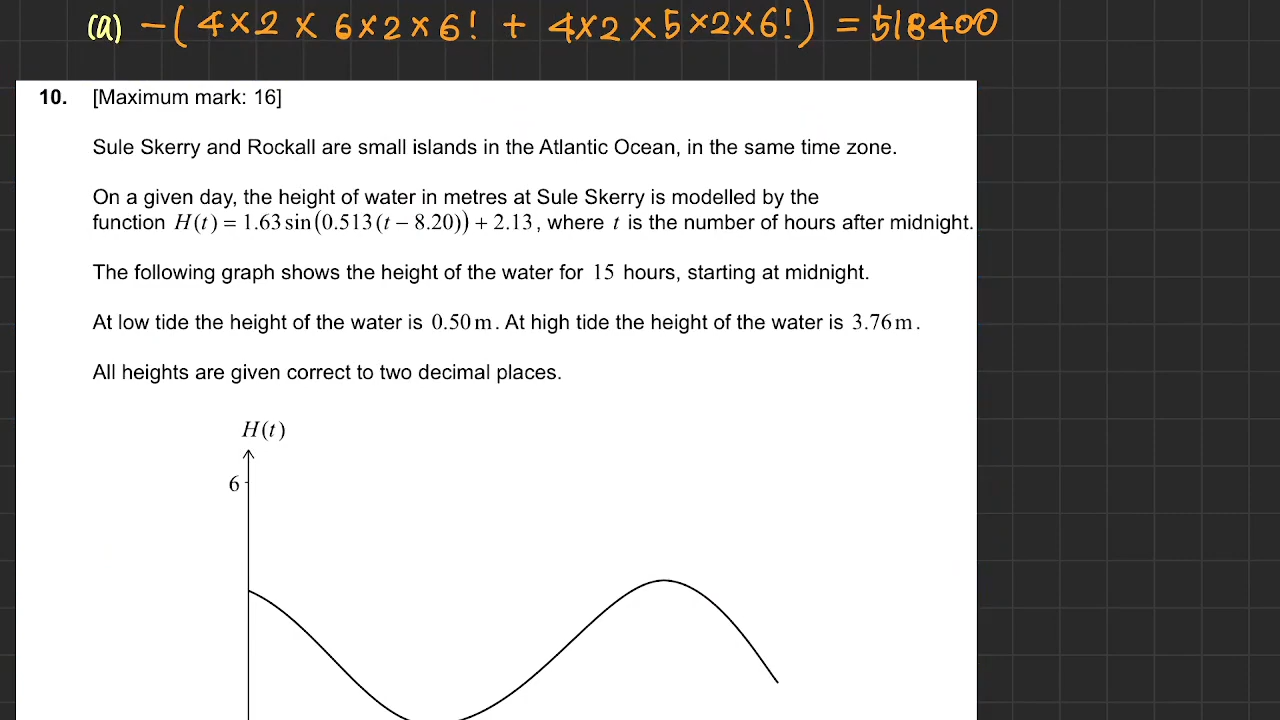 (a) -(4×2 × 6×2×6! + 4×2×5×2×6!) = 518400
10. [Maximum mark: 16]
Sule Skerry and Rockall are small islands in the Atlantic Ocean, in the same time zone.
On a given day, the height of water in metres at Sule Skerry is modelled by the
function H(t) = 1.63 sin(0.513(t − 8.20)) + 2.13, where t is the number of hours after midnight.
The following graph shows the height of the water for 15 hours, starting at midnight.
At low tide the height of the water is 0.50 m. At high tide the height of the water is 3.76 m.
All heights are given correct to two decimal places.
H(t)
6